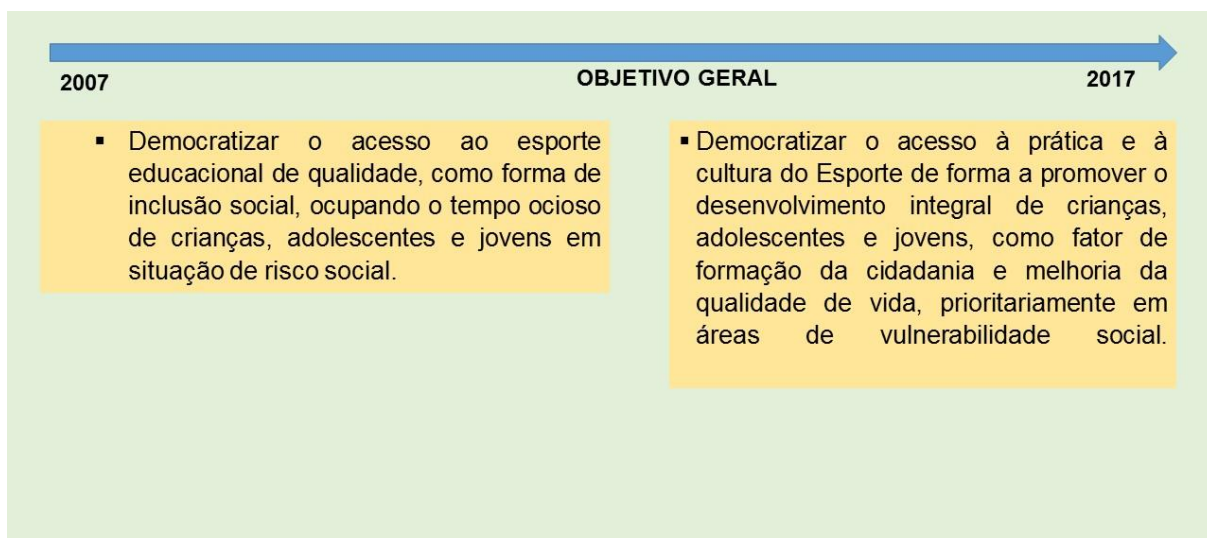 2007 OBJETIVO GERAL 2017
▪ Democratizar o acesso ao esporte
educacional de qualidade, como forma de
inclusão social, ocupando o tempo ocioso
de crianças, adolescentes e jovens em
situação de risco social.
▪ Democratizar o acesso à prática e à
cultura do Esporte de forma a promover o
desenvolvimento integral de crianças,
adolescentes e jovens, como fator de
formação da cidadania e melhoria da
qualidade de vida, prioritariamente em
áreas de vulnerabilidade social.